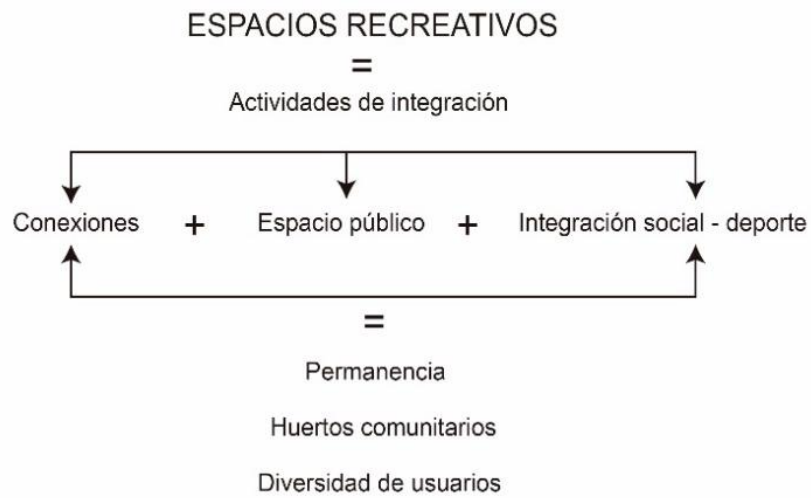 ESPACIOS RECREATIVOS
=
Actividades de integración
Conexiones + Espacio público + Integración social - deporte
=
Permanencia
Huertos comunitarios
Diversidad de usuarios